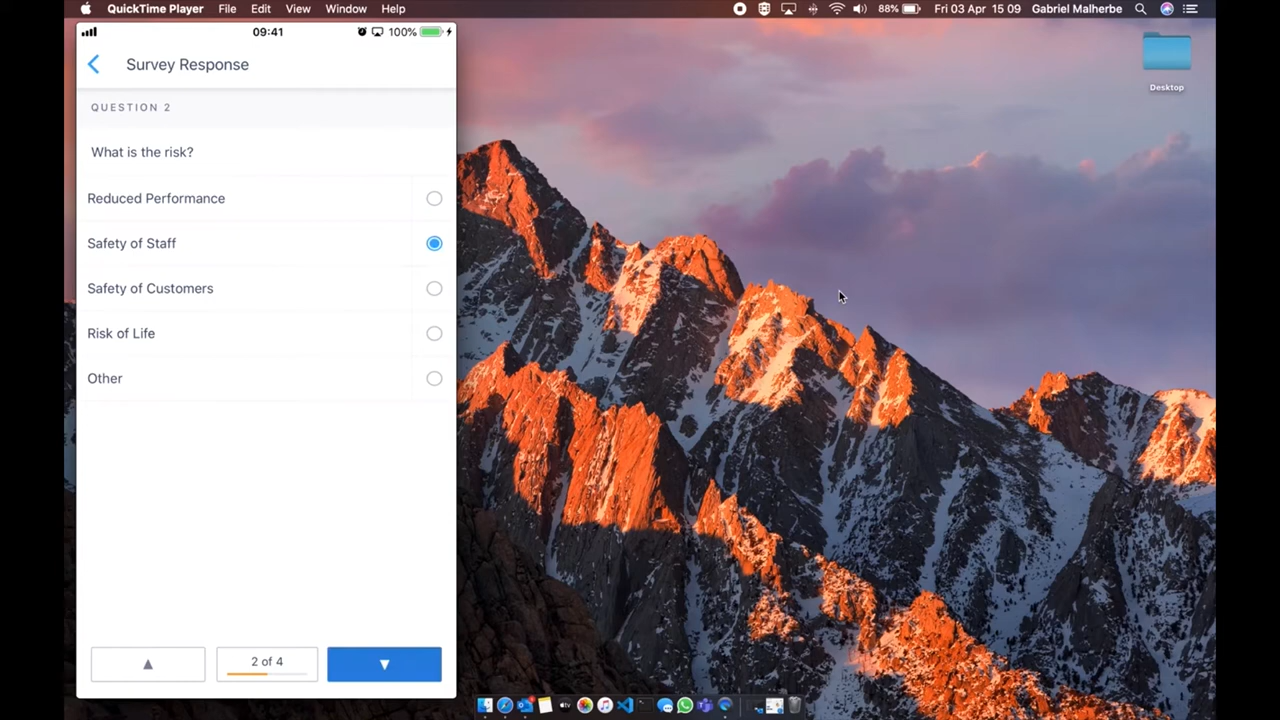 QuickTime Player File Edit View Window Help 88% Fri 03 Apr 15 09 Gabriel Malherbe
Desktop
09:41 100%
Survey Response
QUESTION 2
What is the risk?
Reduced Performance
Safety of Staff
Safety of Customers
Risk of Life
Other
2 of 4